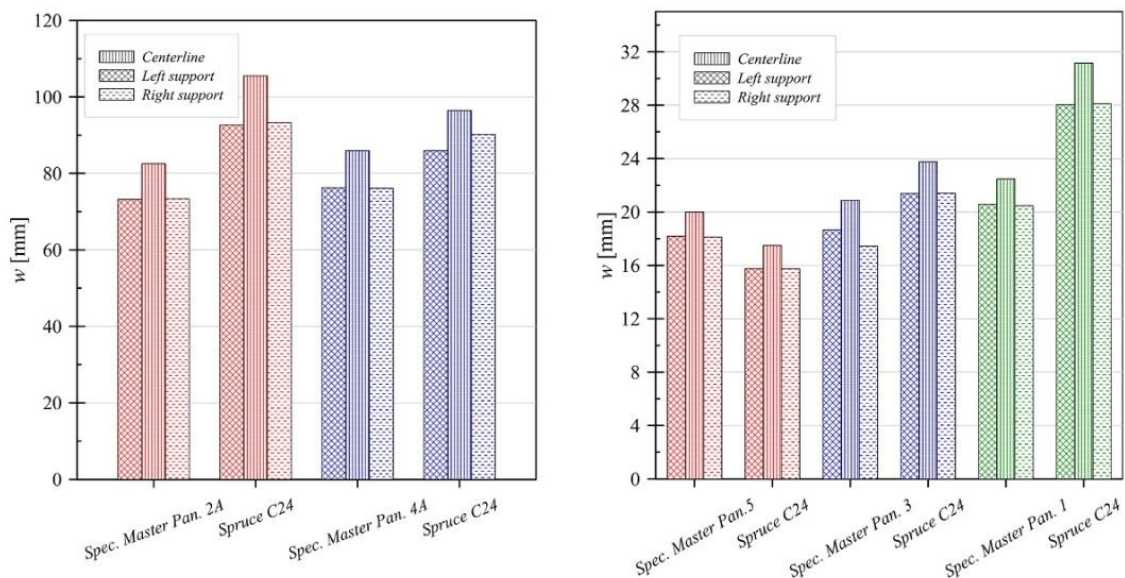 120
100
80
60
40
20
0
w [mm]
Centerline
Left support
Right support
Spec. Master Pan. 2A
Spruce C24
Spec. Master Pan. 4A
Spruce C24
32
28
24
20
16
12
8
4
0
w [mm]
Centerline
Left support
Right support
Spec. Master Pan.5
Spruce C24
Spec. Master Pan. 3
Spruce C24
Spec. Master Pan. 1
Spruce C24